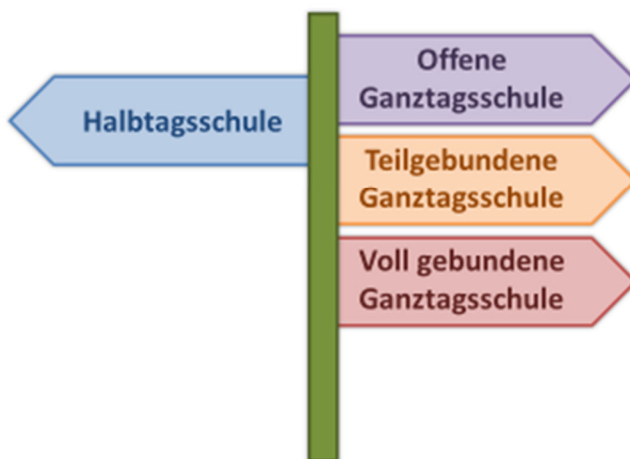 Halbtagsschule
Offene
Ganztagsschule
Teilgebundene
Ganztagsschule
Voll gebundene
Ganztagsschule